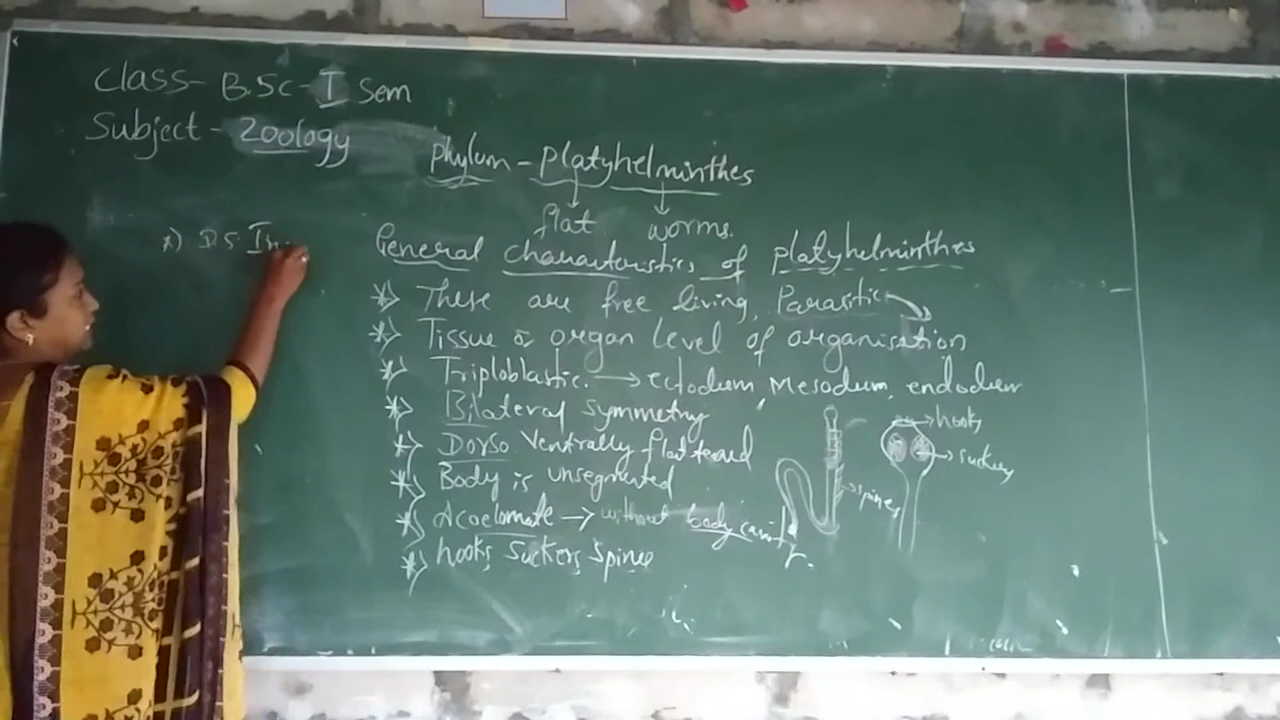 Class- B.Sc- I Sem
Subject - Zoology
Phylum - Platyhelminthes
flat worms.
General characteristics of platyhelminthes
These are free living, Parasitic
Tissue & organ level of organisation
Triploblastic. → ectoderm, Mesoderm, endoderm
Bilateral symmetry
Dorso ventrally flattened
Body is unsegmented
Acoelomate → without body cavity.
hooks suckers spines
hooks
suckers
spines